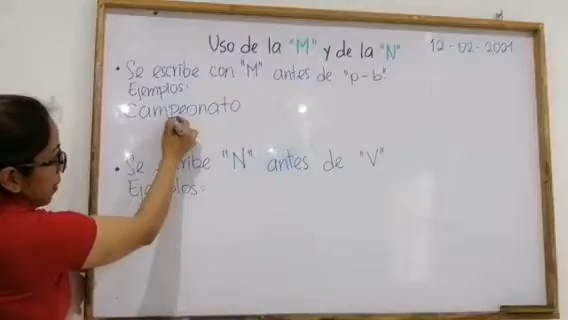 Uso de la "M" y de la "N" 12-02-2021
• Se escribe con "M" antes de "p-b"
Ejemplos:
Campeonato
• Se escribe "N" antes de "V"
Ejemplos: